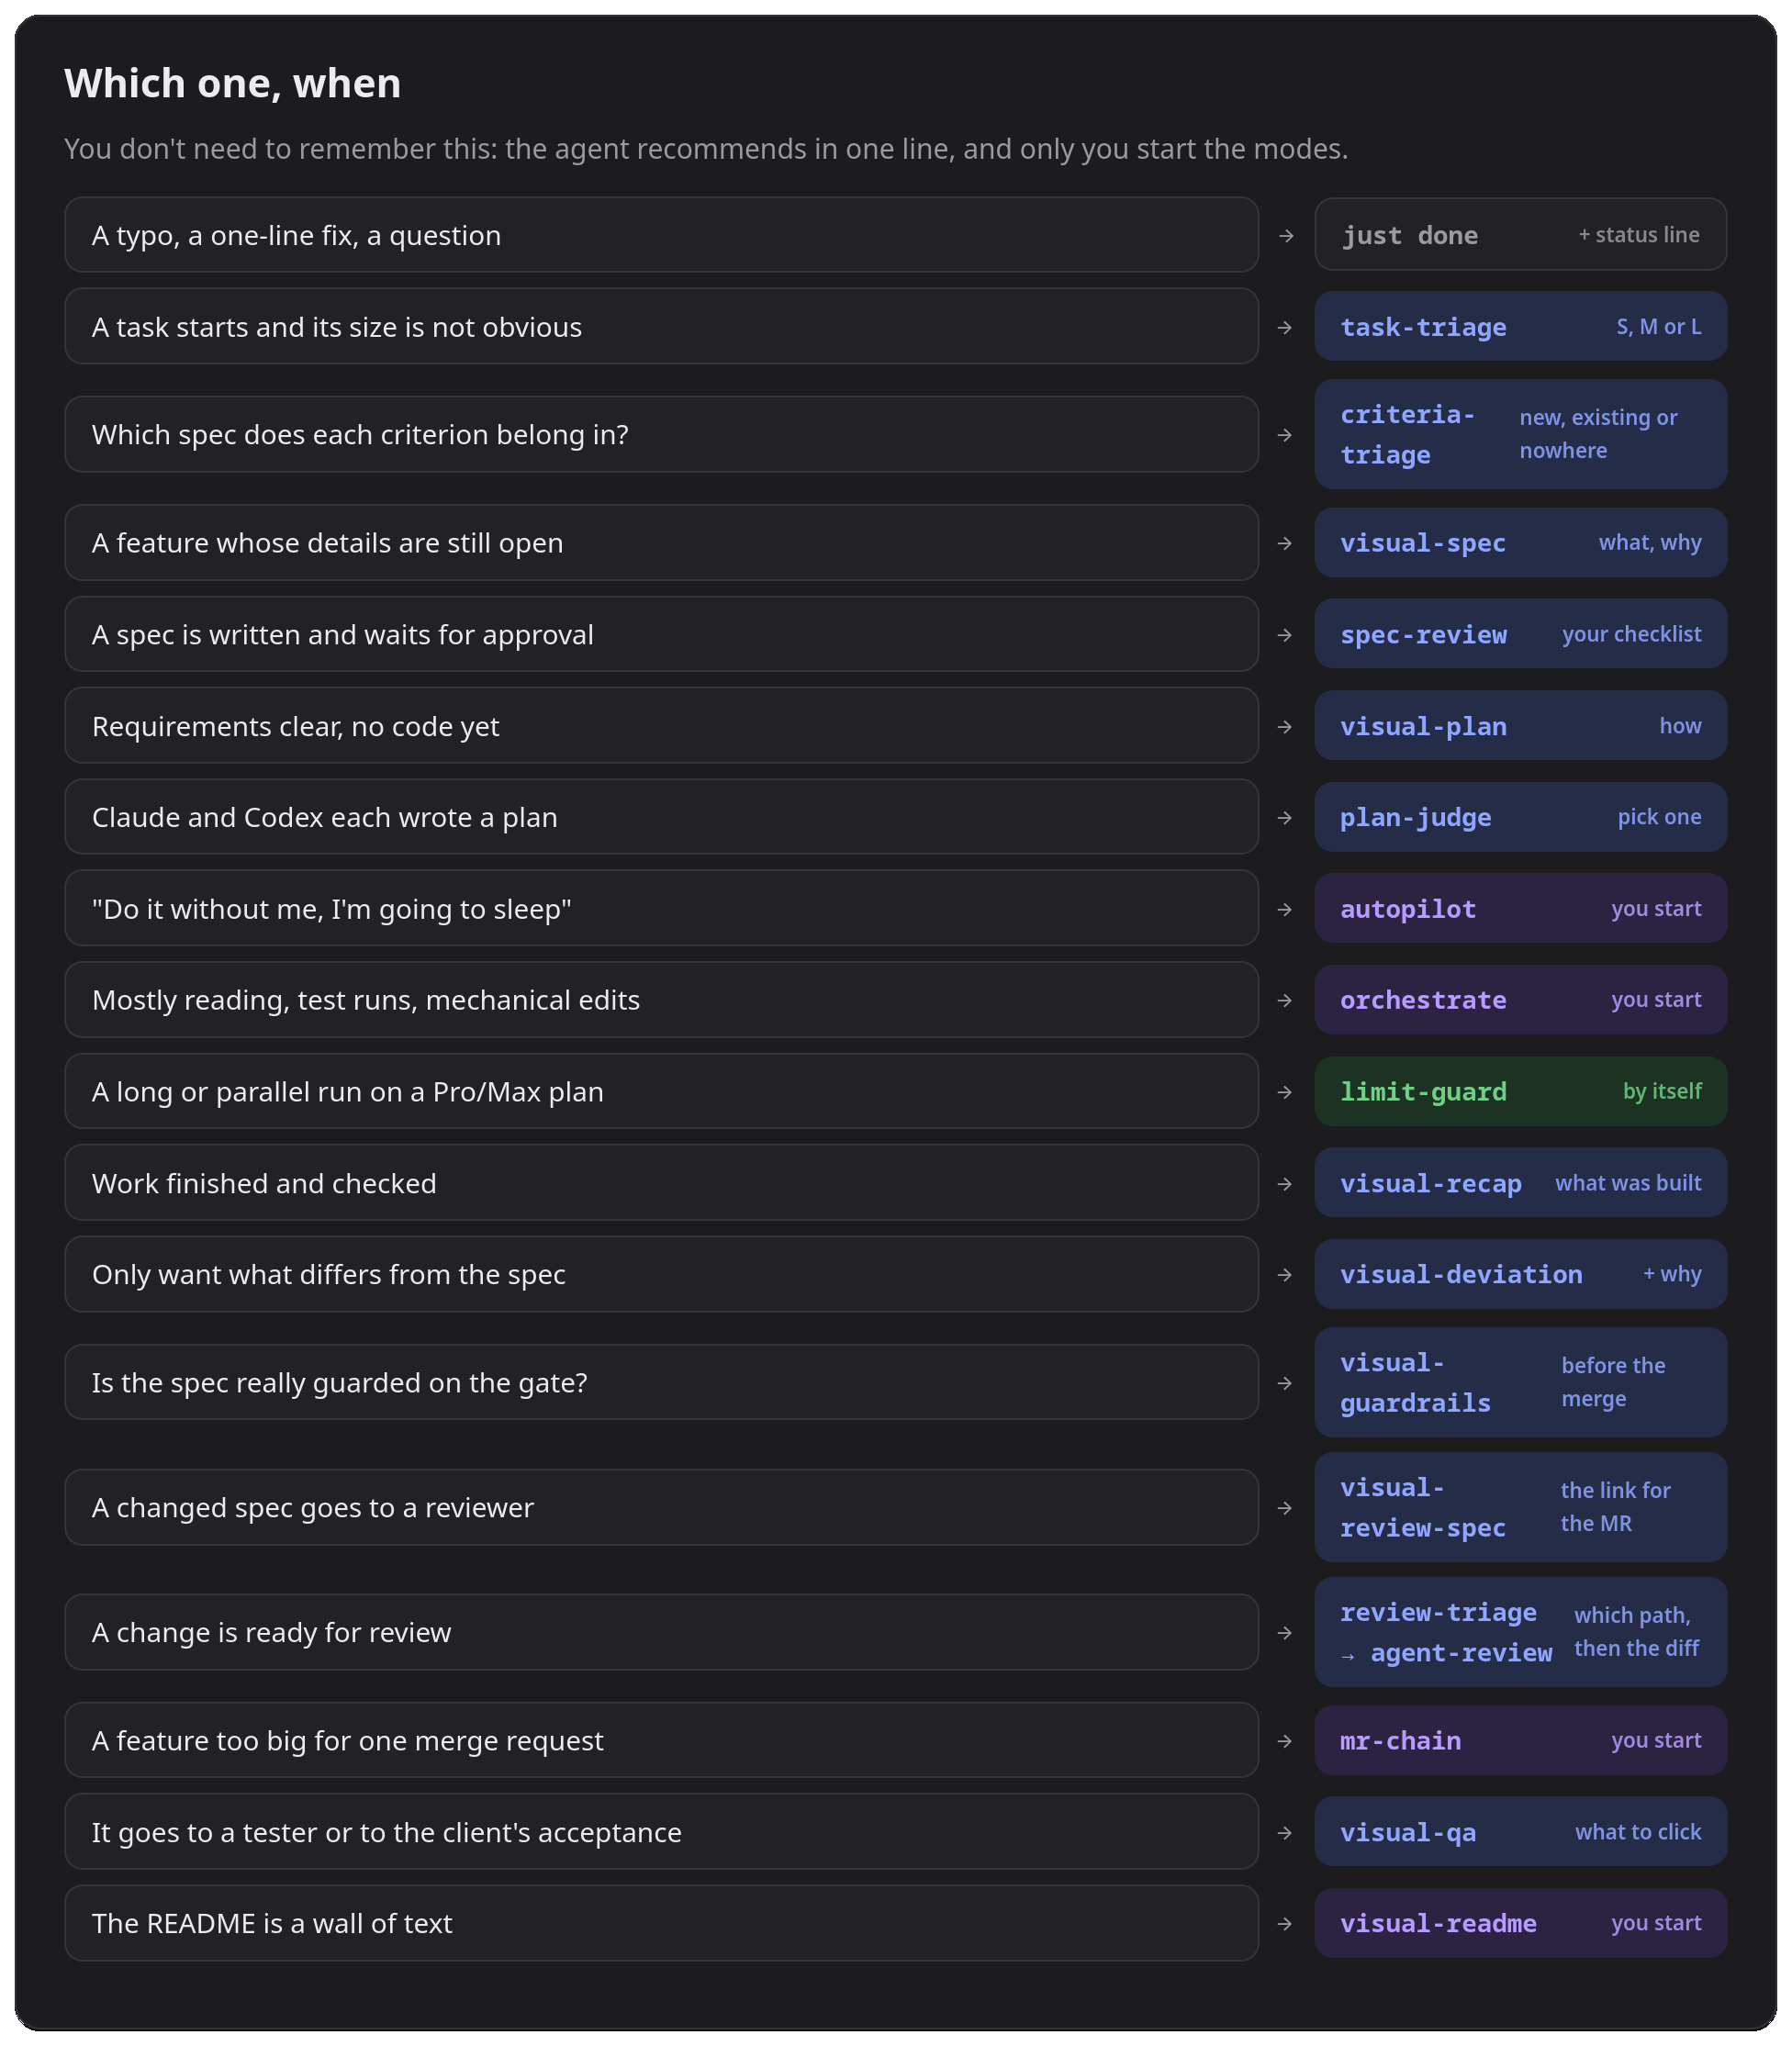 Which one, when
You don't need to remember this: the agent recommends in one line, and only you start the modes.
A typo, a one-line fix, a question → just done + status line
A task starts and its size is not obvious → task-triage S, M or L
Which spec does each criterion belong in? → criteria-
triage new, existing or
nowhere
A feature whose details are still open → visual-spec what, why
A spec is written and waits for approval → spec-review your checklist
Requirements clear, no code yet → visual-plan how
Claude and Codex each wrote a plan → plan-judge pick one
"Do it without me, I'm going to sleep" → autopilot you start
Mostly reading, test runs, mechanical edits → orchestrate you start
A long or parallel run on a Pro/Max plan → limit-guard by itself
Work finished and checked → visual-recap what was built
Only want what differs from the spec → visual-deviation + why
Is the spec really guarded on the gate? → visual-
guardrails before the
merge
A changed spec goes to a reviewer → visual-
review-spec the link for
the MR
A change is ready for review → review-triage
→ agent-review which path,
then the diff
A feature too big for one merge request → mr-chain you start
It goes to a tester or to the client's acceptance → visual-qa what to click
The README is a wall of text → visual-readme you start